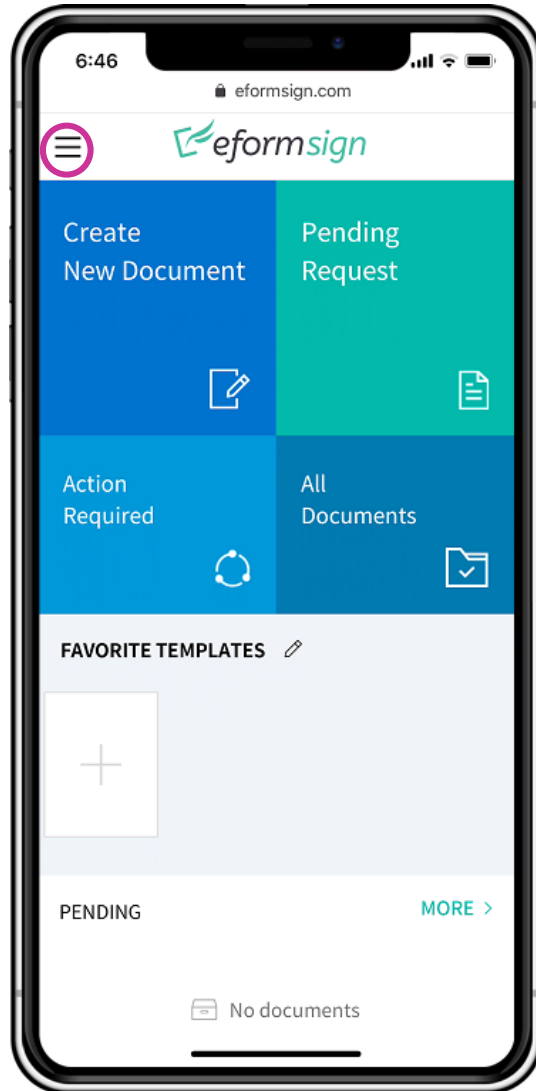 6:46
eformsign.com
eformsign
Create
New Document
Pending
Request
Action
Required
All
Documents
FAVORITE TEMPLATES
PENDING
MORE >
No documents